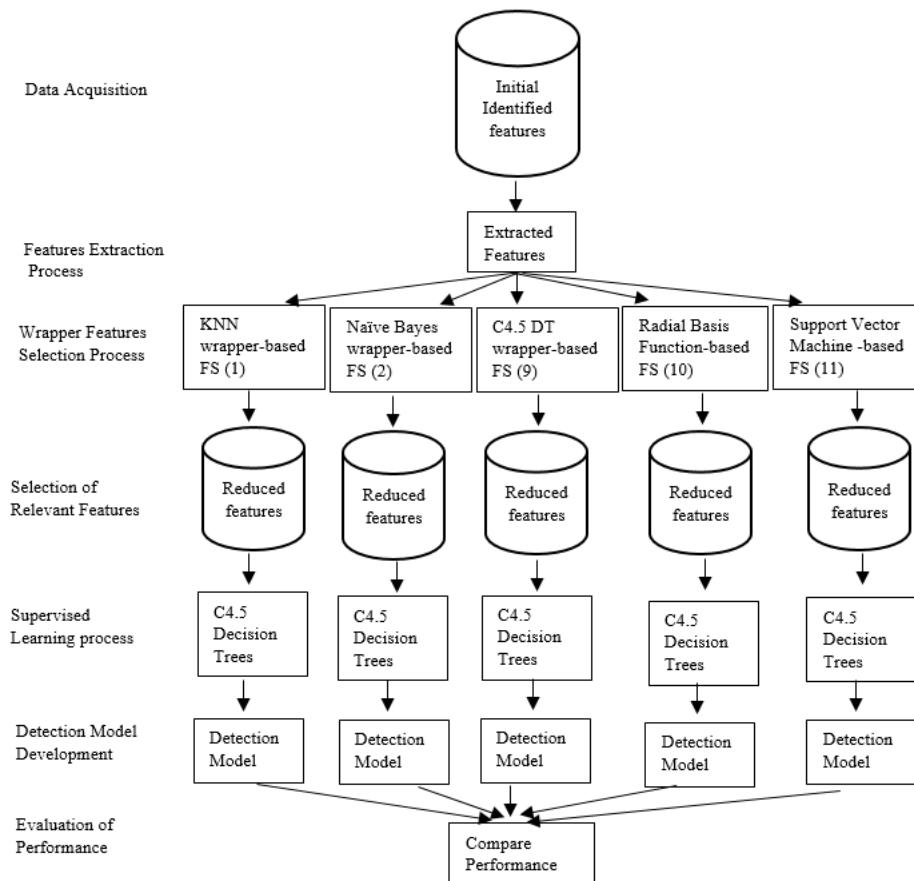 Data Acquisition
Initial
Identified
features
Features Extraction
Process
Extracted
Features
Wrapper Features
Selection Process
KNN
wrapper-based
FS (1)
Naïve Bayes
wrapper-based
FS (2)
C4.5 DT
wrapper-based
FS (9)
Radial Basis
Function-based
FS (10)
Support Vector
Machine -based
FS (11)
Selection of
Relevant Features
Reduced
features
Reduced
features
Reduced
features
Reduced
features
Reduced
features
Supervised
Learning process
C4.5
Decision
Trees
C4.5
Decision
Trees
C4.5
Decision
Trees
C4.5
Decision
Trees
C4.5
Decision
Trees
Detection Model
Development
Detection
Model
Detection
Model
Detection
Model
Detection
Model
Detection
Model
Evaluation of
Performance
Compare
Performance